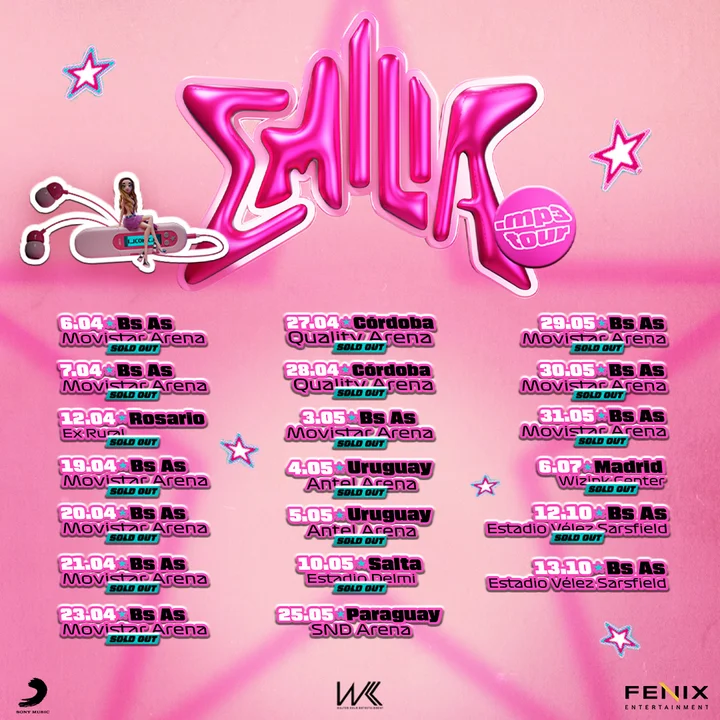 EMILIA
.mp3
tour
6.04 Bs As
Movistar Arena
SOLD OUT
7.04 Bs As
Movistar Arena
SOLD OUT
12.04 Rosario
Ex Rural
SOLD OUT
19.04 Bs As
Movistar Arena
SOLD OUT
20.04 Bs As
Movistar Arena
SOLD OUT
21.04 Bs As
Movistar Arena
SOLD OUT
23.04 Bs As
Movistar Arena
SOLD OUT
27.04 Córdoba
Quality Arena
SOLD OUT
28.04 Córdoba
Quality Arena
SOLD OUT
3.05 Bs As
Movistar Arena
SOLD OUT
4.05 Uruguay
Antel Arena
SOLD OUT
5.05 Uruguay
Antel Arena
SOLD OUT
10.05 Salta
Estadio Delmi
SOLD OUT
25.05 Paraguay
SND Arena
29.05 Bs As
Movistar Arena
SOLD OUT
30.05 Bs As
Movistar Arena
SOLD OUT
31.05 Bs As
Movistar Arena
SOLD OUT
6.07 Madrid
Wizink Center
SOLD OUT
12.10 Bs As
Estadio Vélez Sarsfield
SOLD OUT
13.10 Bs As
Estadio Vélez Sarsfield
SONY MUSIC
WK
FENIX
ENTERTAINMENT